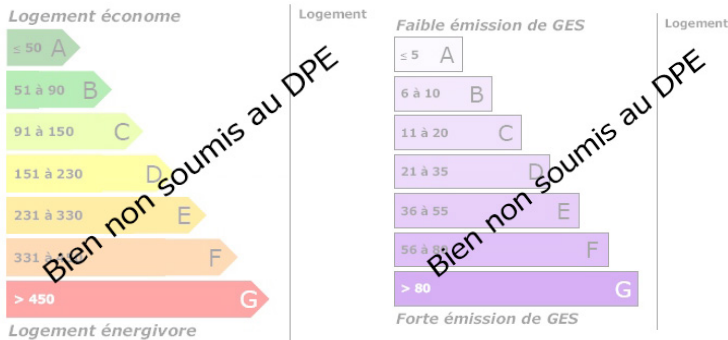 Logement économe
Logement
≤ 50 A
51 à 90 B
91 à 150 C
151 à 230 D
231 à 330 E
331 à F
> 450 G
Logement énergivore
Bien non soumis au DPE
Faible émission de GES
Logement
≤ 5 A
6 à 10 B
11 à 20 C
21 à 35 D
36 à 55 E
56 à 80 F
> 80 G
Forte émission de GES
Bien non soumis au DPE